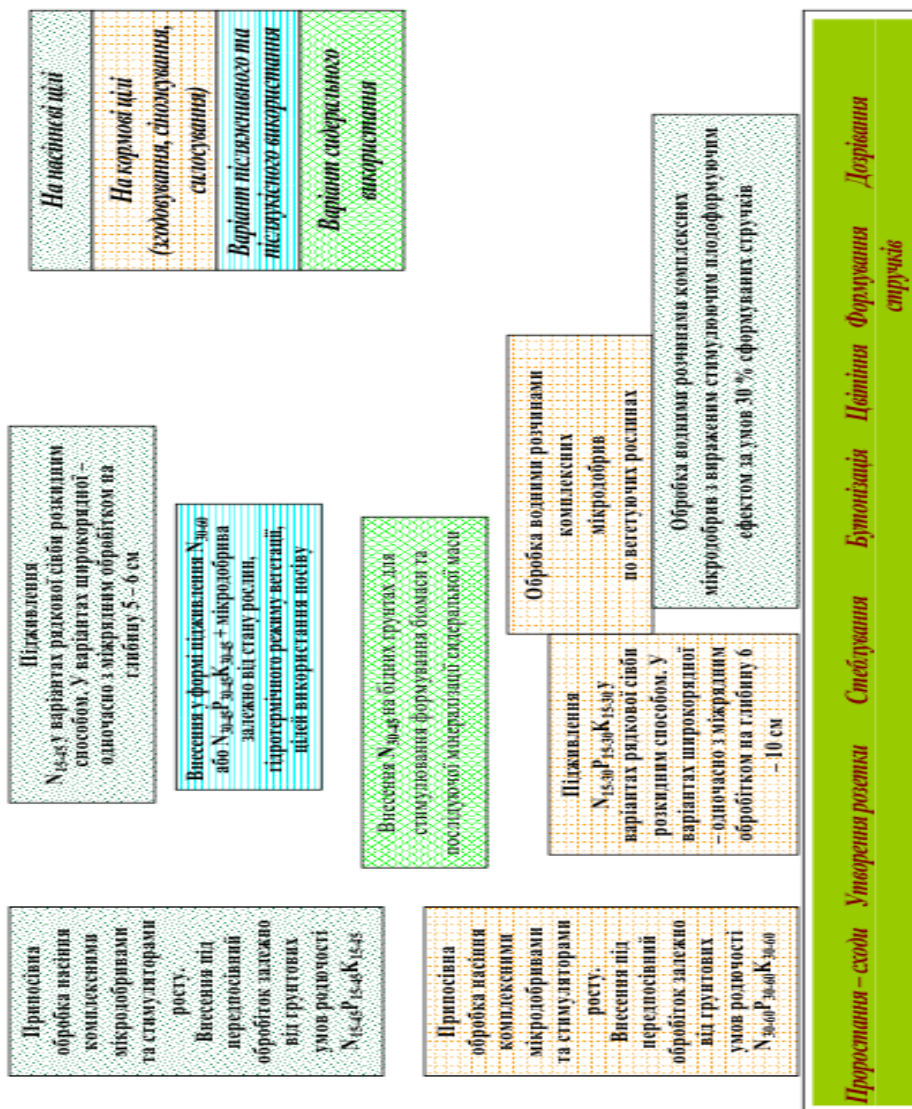 На насіннєві цілі
На кормові цілі
(згодовування, сінокування,
силосування)
Варіант післяжнивного та
післяукісного використання
Варіант сидерального
використання
Підживлення
N15-45 у варіантах рядкової сівби розкидним
способом. У варіантах широкорядної –
одночасно з міжрядним обробітком на
глибину 5 – 6 см
Внесення у формі підживлення N30-60
або N30-45P30-45K30-45 + мікродобрива
залежно від стану рослин,
гідротермічного режиму вегетації,
цілей використання посіву
Внесення N30-45 на бідних ґрунтах для
стимулювання формування біомаси та
послідуючої мінералізації сидеральної маси
Обробка водними розчинами
комплексних
мікродобрив
по вегетуючих рослинах
Обробка водними розчинами комплексних
мікродобрив з вираженим стимулюючим плодоформуючим
ефектом за умов 30 % сформуваних стручків
Підживлення
N15-30P15-30K15-30 у
варіантах рядкової сівби
розкидним способом. У
варіантах широкорядної
– одночасно з міжрядним
обробітком на глибину 6
– 10 см
Припосівна
обробка насіння
комплексними
мікродобривами
та стимуляторами
росту.
Внесення під
передпосівний
обробіток залежно
від ґрунтових
умов родючості
N15-45P15-45K15-45
Припосівна
обробка насіння
комплексними
мікродобривами
та стимуляторами
росту.
Внесення під
передпосівний
обробіток залежно
від ґрунтових
умов родючості
N30-60P30-60K30-60
Проростання – сходи Утворення розетки Стеблування Бутонізація Цвітіння Формування Дозрівання
стручків